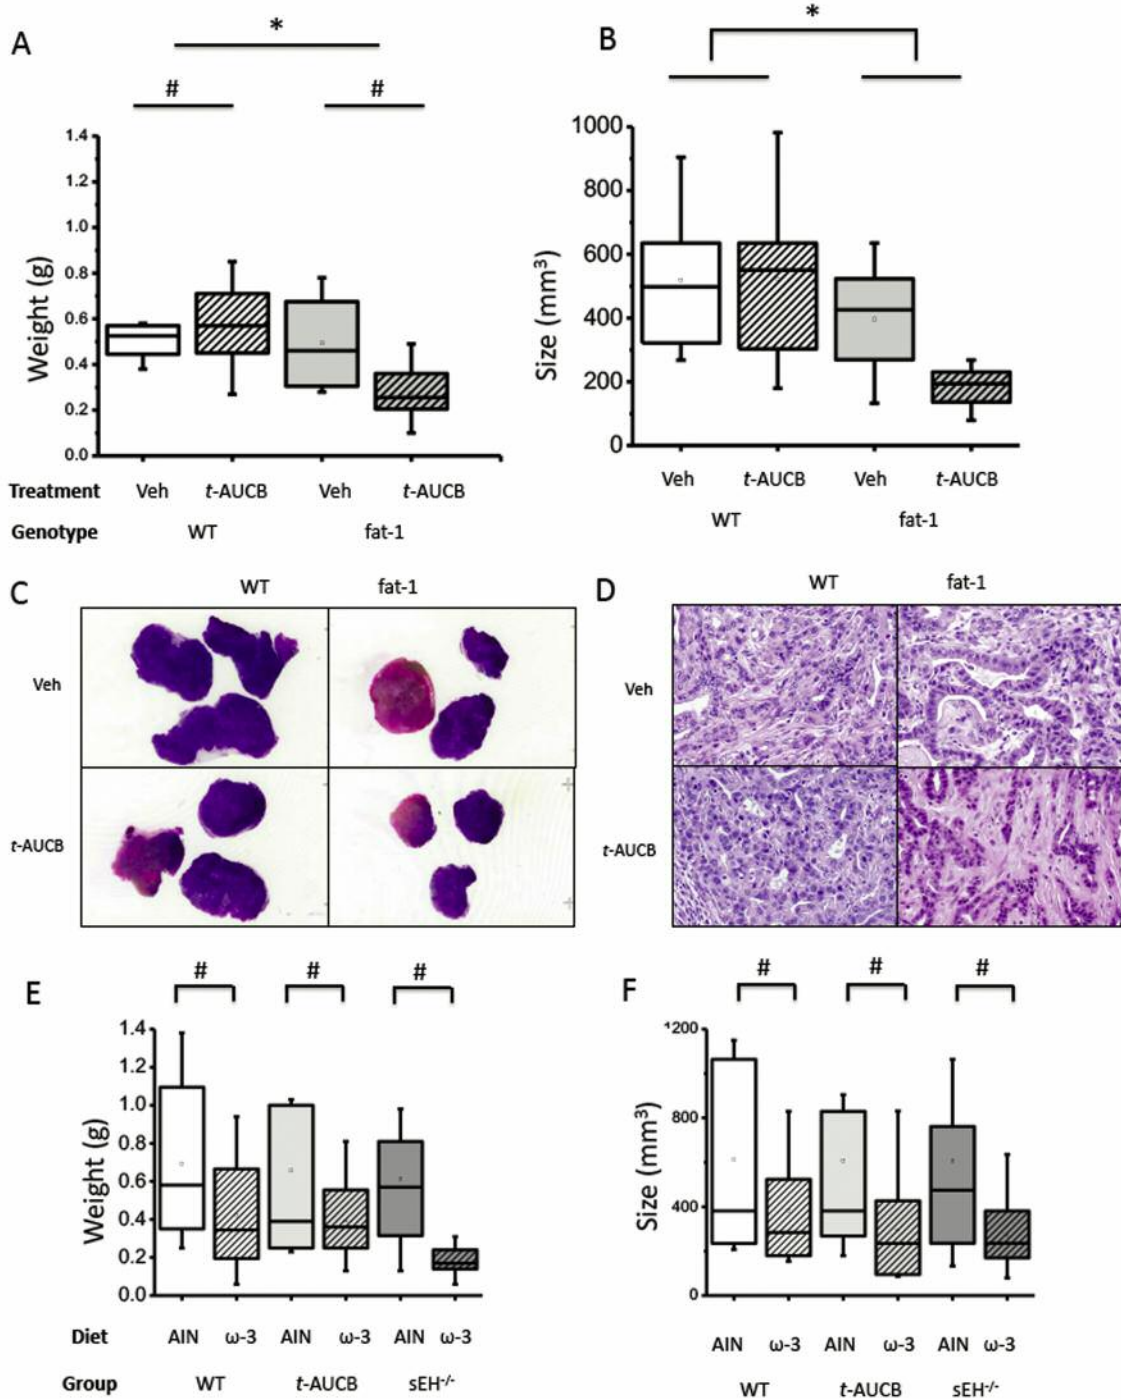 A
*
#
#
1.4
1.2
1.0
0.8
0.6
0.4
0.2
0.0
Weight (g)
Treatment Veh t-AUCB Veh t-AUCB
Genotype WT fat-1
B
*
1000
800
600
400
200
0
Size (mm³)
Veh t-AUCB Veh t-AUCB
WT fat-1
C
WT fat-1
Veh
t-AUCB
D
WT fat-1
Veh
t-AUCB
E
# # #
1.4
1.2
1.0
0.8
0.6
0.4
0.2
0.0
Weight (g)
Diet AIN ω-3 AIN ω-3 AIN ω-3
Group WT t-AUCB sEH⁻/⁻
F
# # #
1200
800
400
0
Size (mm³)
AIN ω-3 AIN ω-3 AIN ω-3
WT t-AUCB sEH⁻/⁻